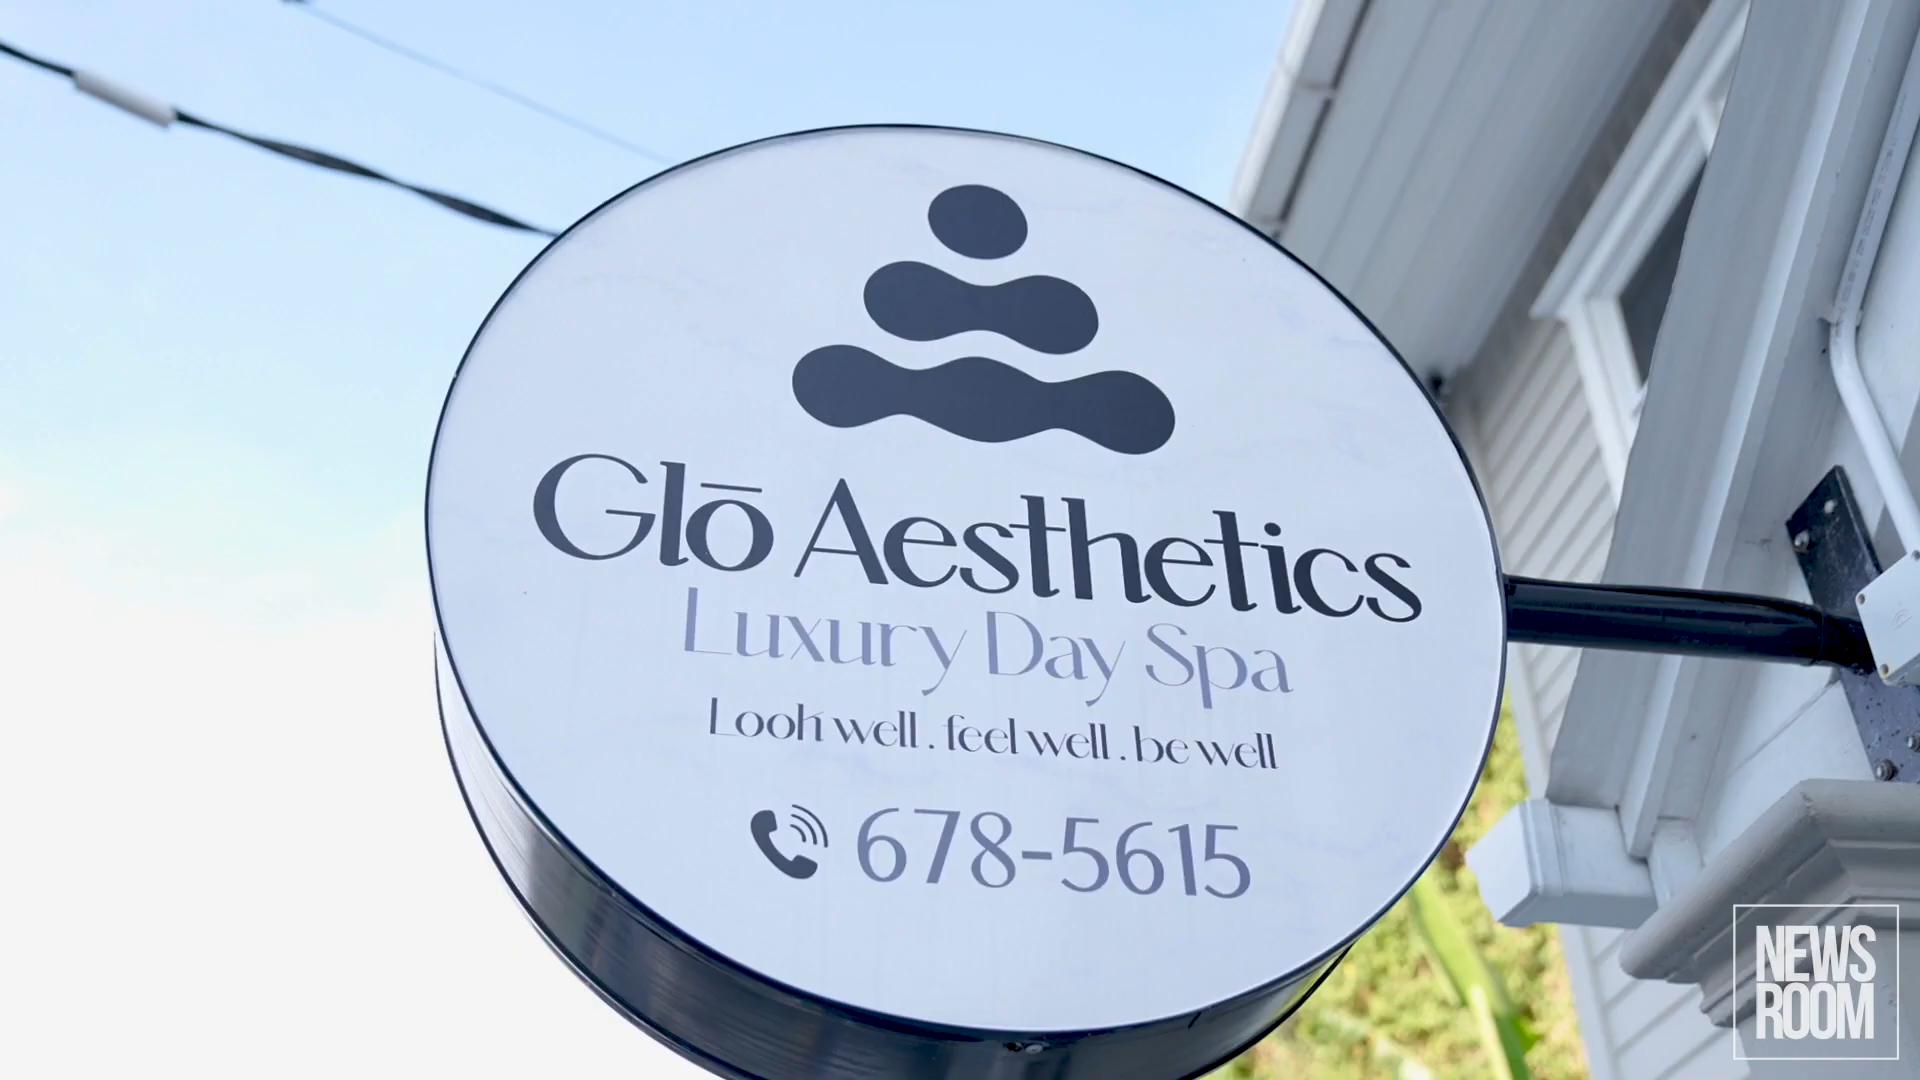 Glō Aesthetics
Luxury Day Spa
Look well . feel well . be well
678-5615
NEWS
ROOM